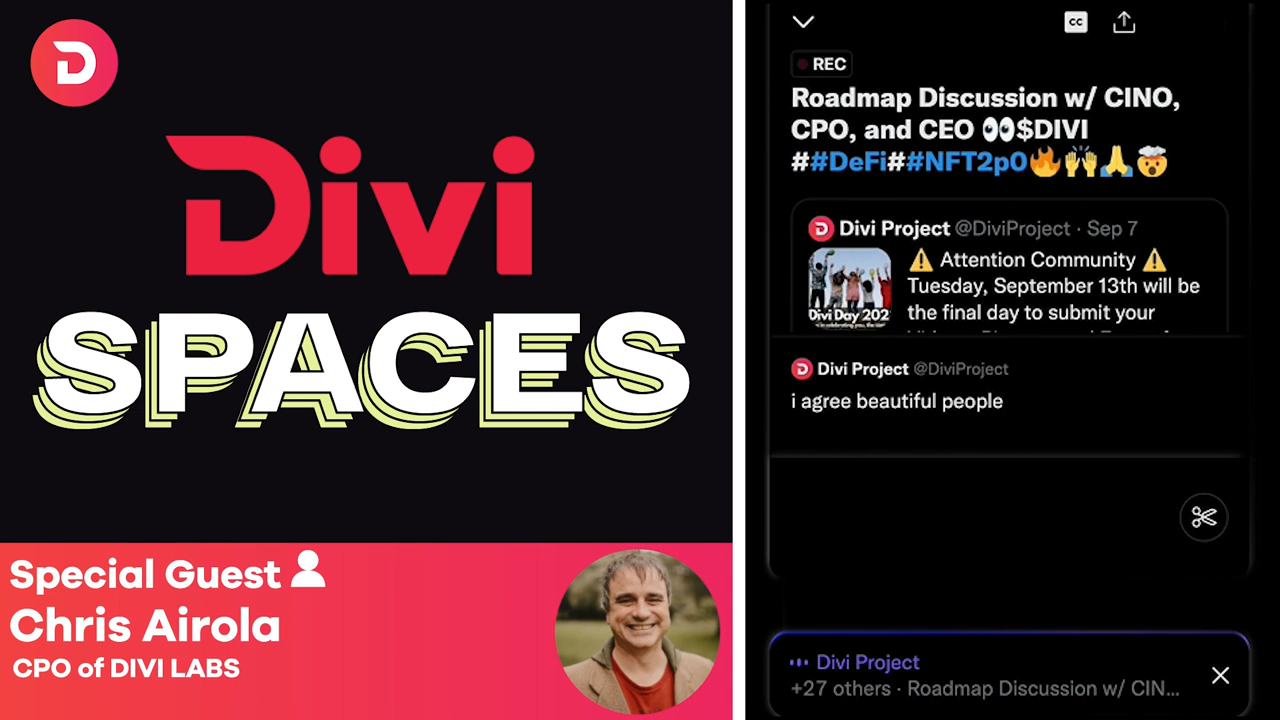 D
Divi
SPACES
Special Guest
Chris Airola
CPO of DIVI LABS
CC
REC
Roadmap Discussion w/ CINO,
CPO, and CEO 👀$DIVI
##DeFi##NFT2p0🔥🙌🙏🤯
Divi Project @DiviProject · Sep 7
⚠️ Attention Community ⚠️
Tuesday, September 13th will be
the final day to submit your
Divi Day 202
Divi Project @DiviProject
i agree beautiful people
Divi Project
+27 others · Roadmap Discussion w/ CIN...